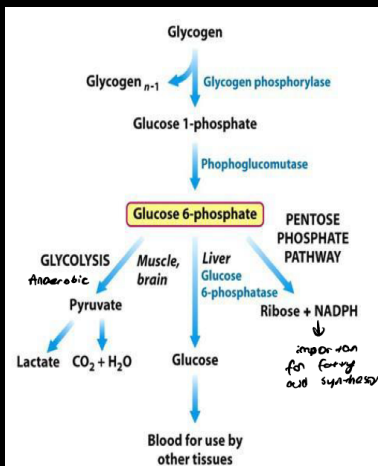 Glycogen
Glycogen n-1
Glycogen phosphorylase
Glucose 1-phosphate
Phophoglucomutase
Glucose 6-phosphate
PENTOSE
PHOSPHATE
PATHWAY
GLYCOLYSIS
Anaerobic
Muscle,
brain
Liver
Glucose
6-phosphatase
Pyruvate
Ribose + NADPH
Lactate
CO₂ + H₂O
Glucose
for fatty
acid synthesis
Blood for use by
other tissues